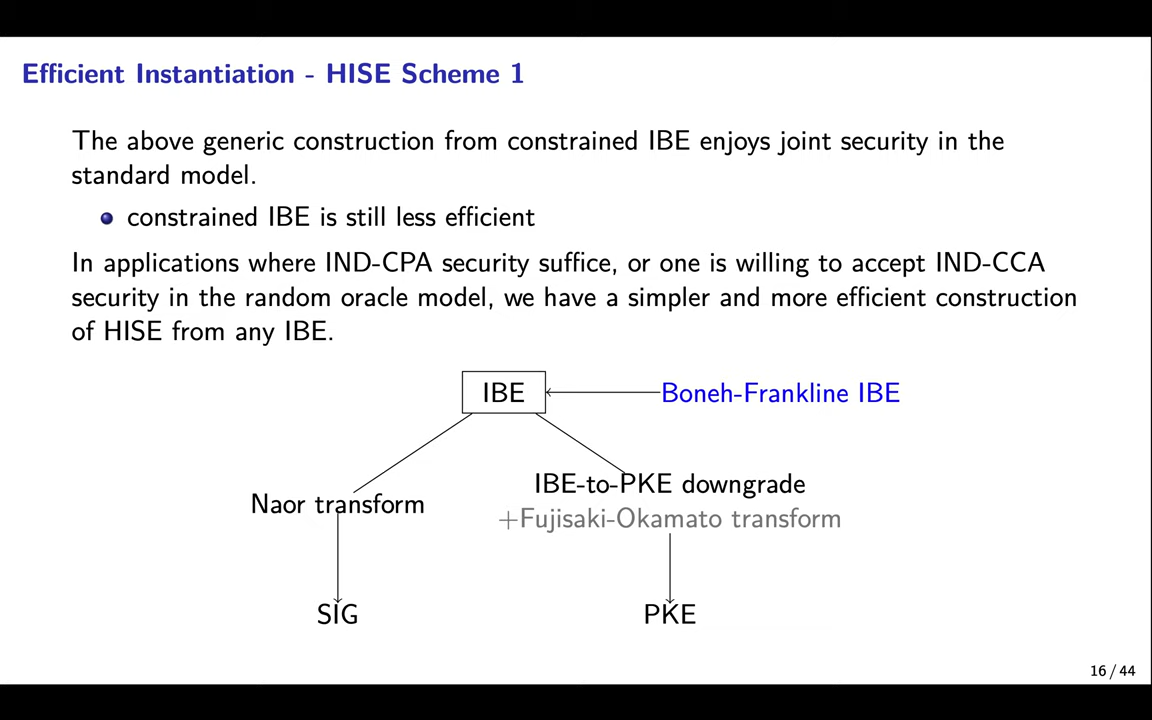 Efficient Instantiation - HISE Scheme 1
The above generic construction from constrained IBE enjoys joint security in the
standard model.
constrained IBE is still less efficient
In applications where IND-CPA security suffice, or one is willing to accept IND-CCA
security in the random oracle model, we have a simpler and more efficient construction
of HISE from any IBE.
IBE
Boneh-Frankline IBE
Naor transform
IBE-to-PKE downgrade
+Fujisaki-Okamato transform
SIG
PKE
16 / 44